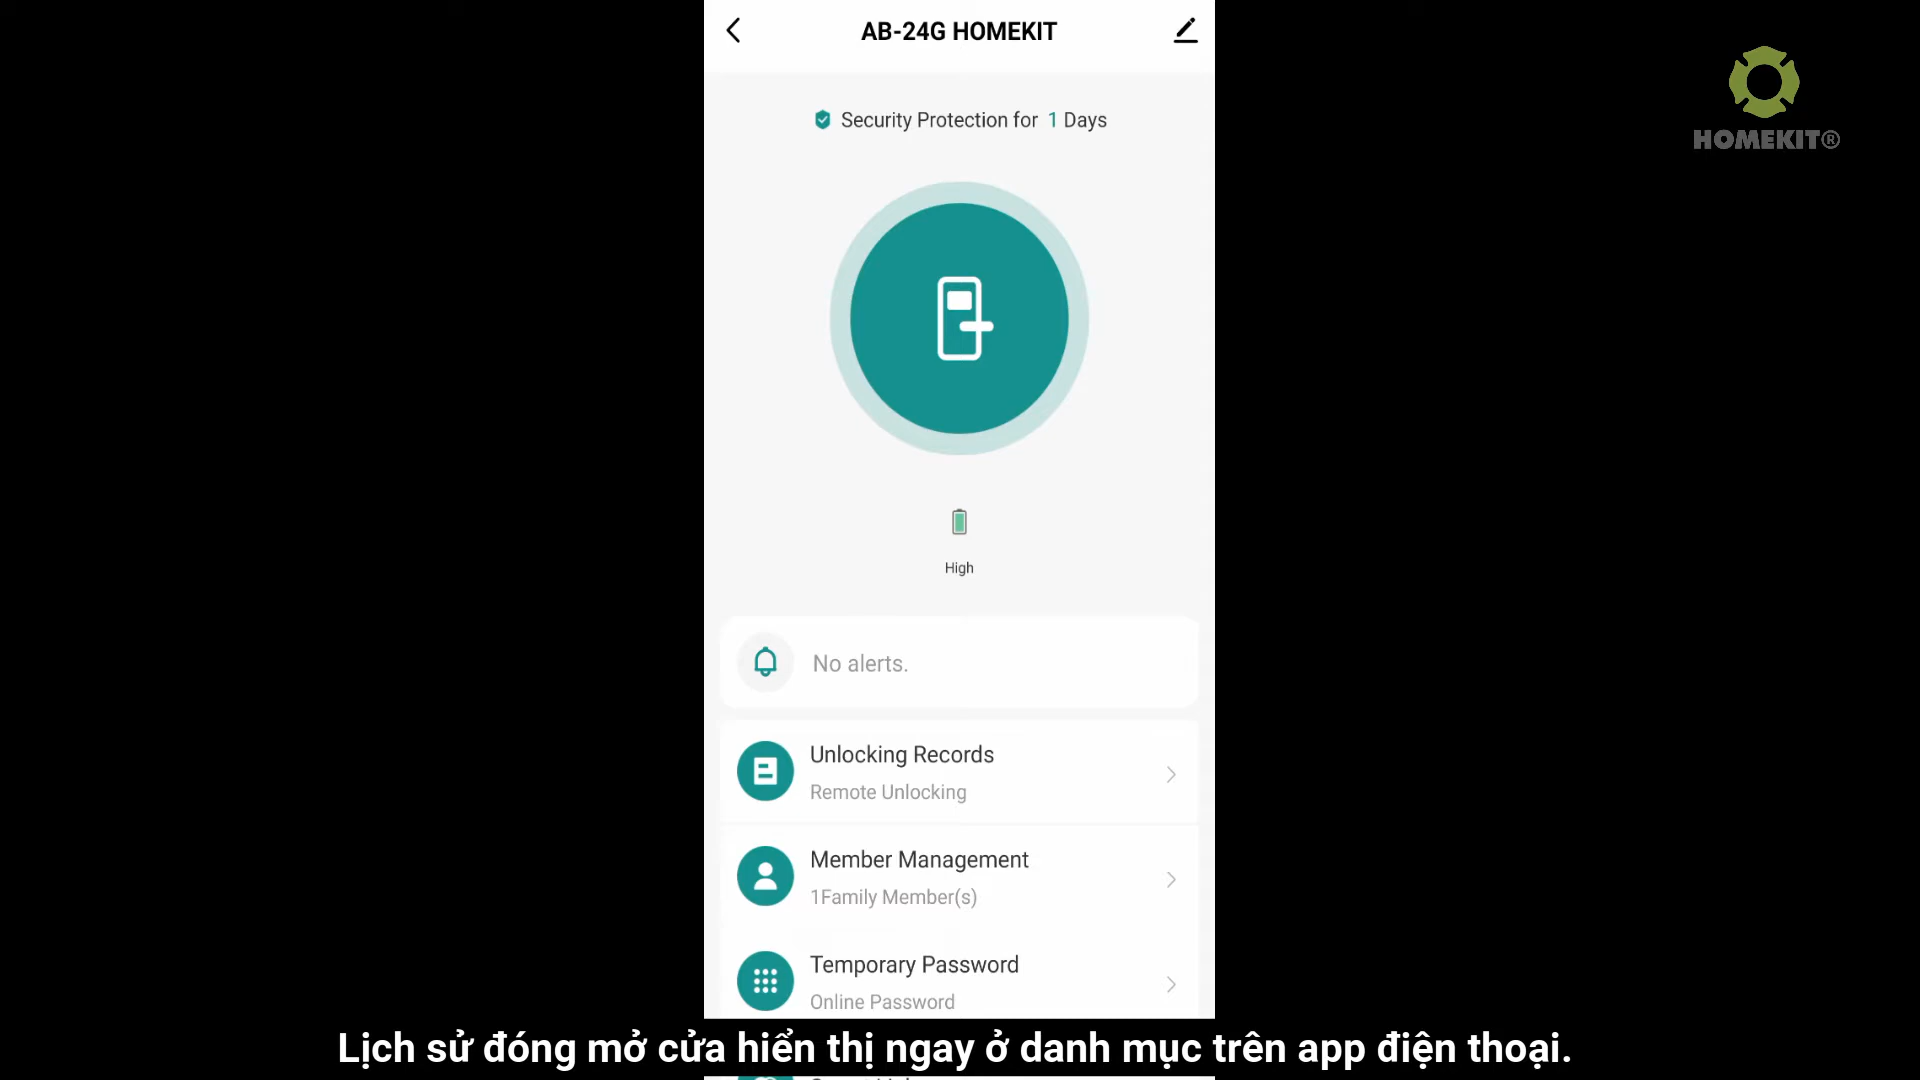 AB-24G HOMEKIT
HOMEKIT®
Security Protection for 1 Days
High
No alerts.
Unlocking Records
Remote Unlocking
Member Management
1Family Member(s)
Temporary Password
Online Password
Lịch sử đóng mở cửa hiển thị ngay ở danh mục trên app điện thoại.